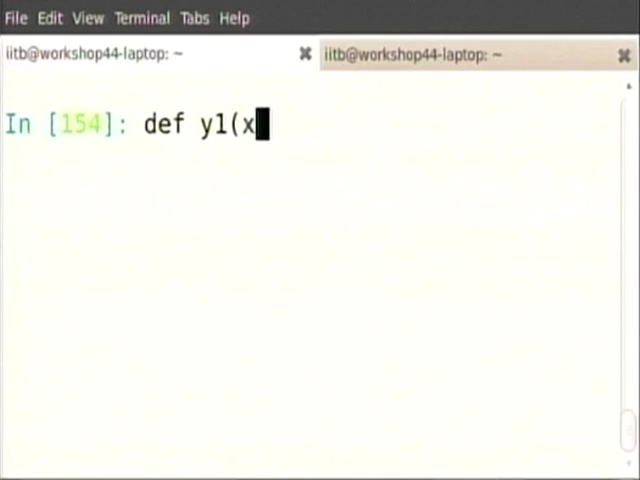 File Edit View Terminal Tabs Help
iitb@workshop44-laptop: ~ iitb@workshop44-laptop: ~
In [154]: def y1(x